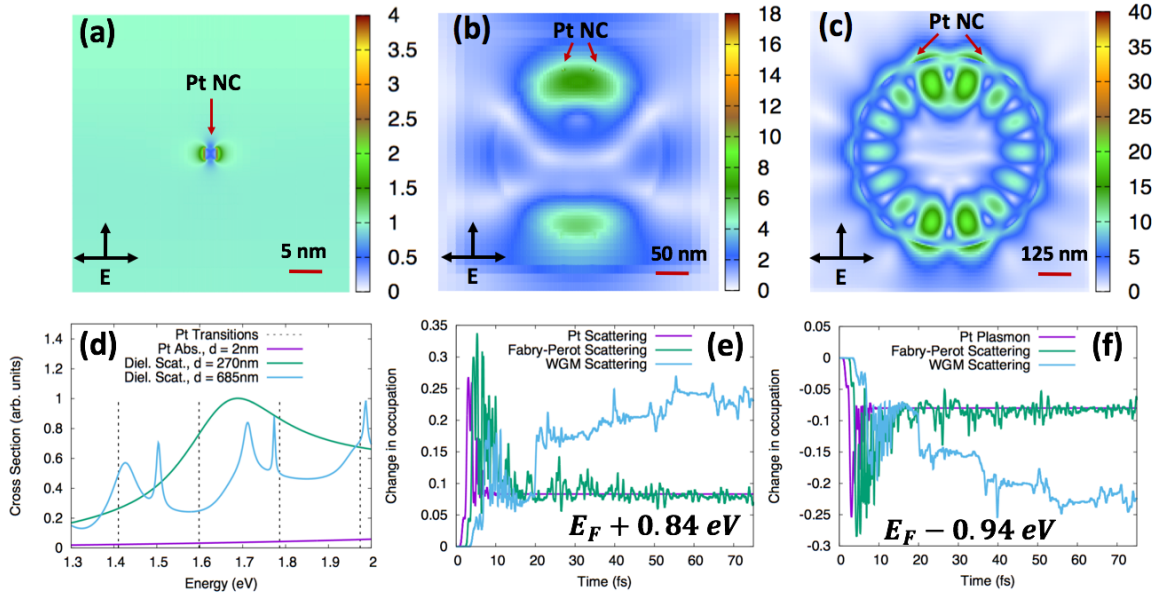 (a)
Pt NC
E
5 nm
4
3.5
3
2.5
2
1.5
1
0.5
0
(b)
Pt NC
E
50 nm
18
16
14
12
10
8
6
4
2
0
(c)
Pt NC
E
125 nm
40
35
30
25
20
15
10
5
0
(d)
Pt Transitions
Pt Abs., d = 2nm
Diel. Scat., d = 270nm
Diel. Scat., d = 685nm
Cross Section (arb. units)
1.4
1.2
1
0.8
0.6
0.4
0.2
0
1.3 1.4 1.5 1.6 1.7 1.8 1.9 2
Energy (eV)
(e)
Pt Scattering
Fabry-Perot Scattering
WGM Scattering
Change in occupation
0.35
0.3
0.25
0.2
0.15
0.1
0.05
0
E_F + 0.84 eV
0 10 20 30 40 50 60 70
Time (fs)
(f)
Pt Plasmon
Fabry-Perot Scattering
WGM Scattering
Change in occupation
0.05
0
-0.05
-0.1
-0.15
-0.2
-0.25
-0.3
E_F − 0.94 eV
0 10 20 30 40 50 60 70
Time (fs)